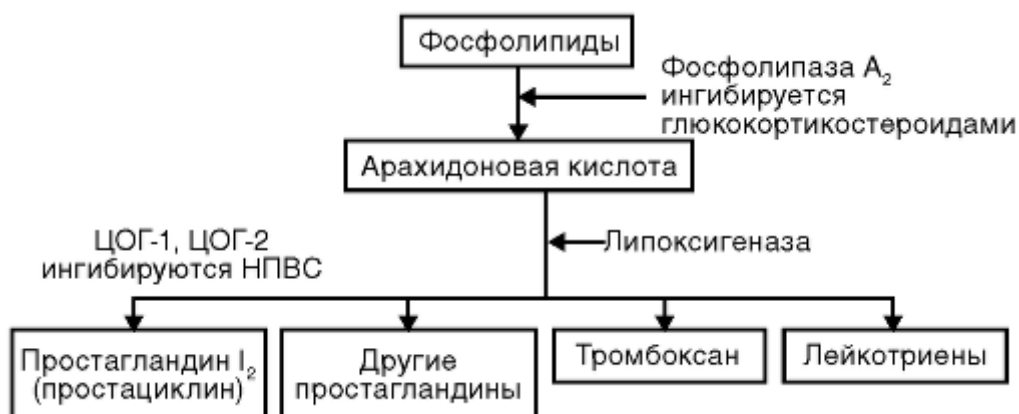 Фосфолипиды
Фосфолипаза А₂
ингибируется
глюкокортикостероидами
Арахидоновая кислота
ЦОГ-1, ЦОГ-2
ингибируются НПВС
Липоксигеназа
Простагландин I₂
(простациклин)
Другие
простагландины
Тромбоксан
Лейкотриены